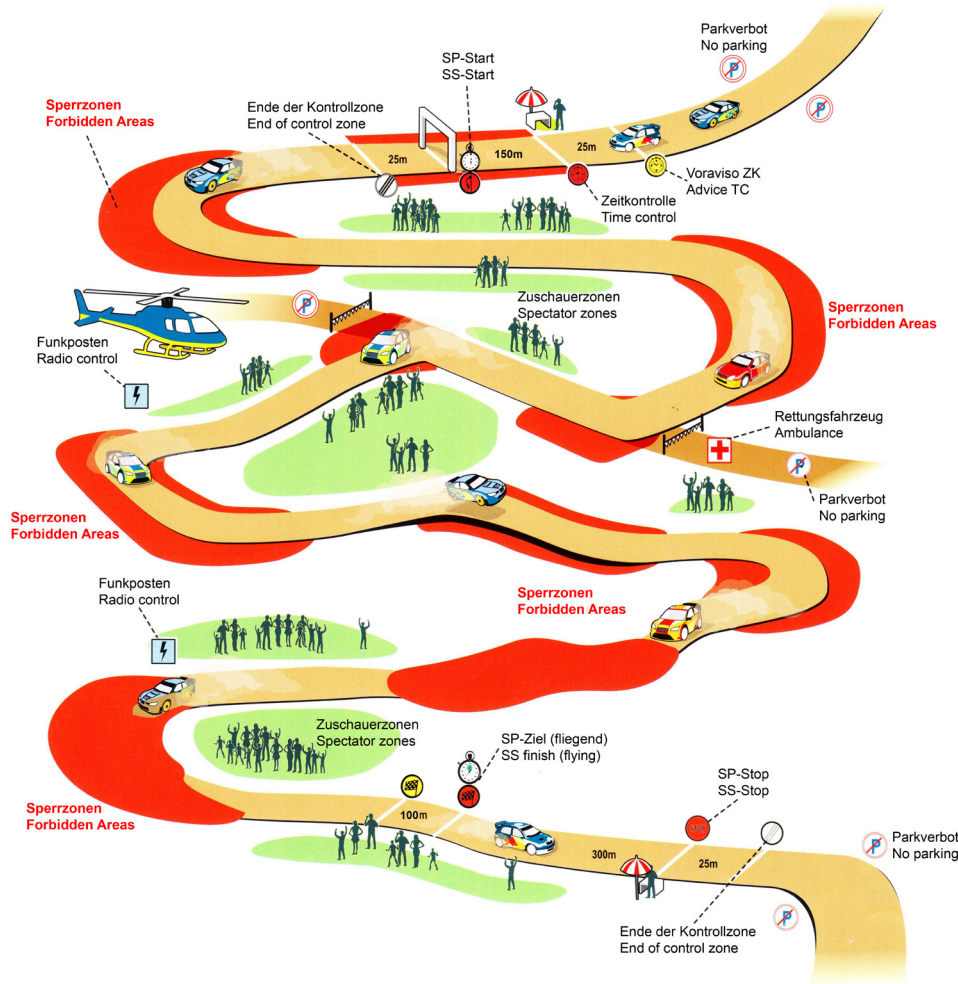 Parkverbot
No parking
SP-Start
SS-Start
Sperrzonen
Forbidden Areas
Ende der Kontrollzone
End of control zone
25m
150m
25m
Voraviso ZK
Advice TC
Zeitkontrolle
Time control
Zuschauerzonen
Spectator zones
Sperrzonen
Forbidden Areas
Funkposten
Radio control
Rettungsfahrzeug
Ambulance
Parkverbot
No parking
Sperrzonen
Forbidden Areas
Funkposten
Radio control
Sperrzonen
Forbidden Areas
Zuschauerzonen
Spectator zones
SP-Ziel (fliegend)
SS finish (flying)
SP-Stop
SS-Stop
Sperrzonen
Forbidden Areas
100m
STOP
300m
25m
Parkverbot
No parking
Ende der Kontrollzone
End of control zone
P
P
P
P
P
P